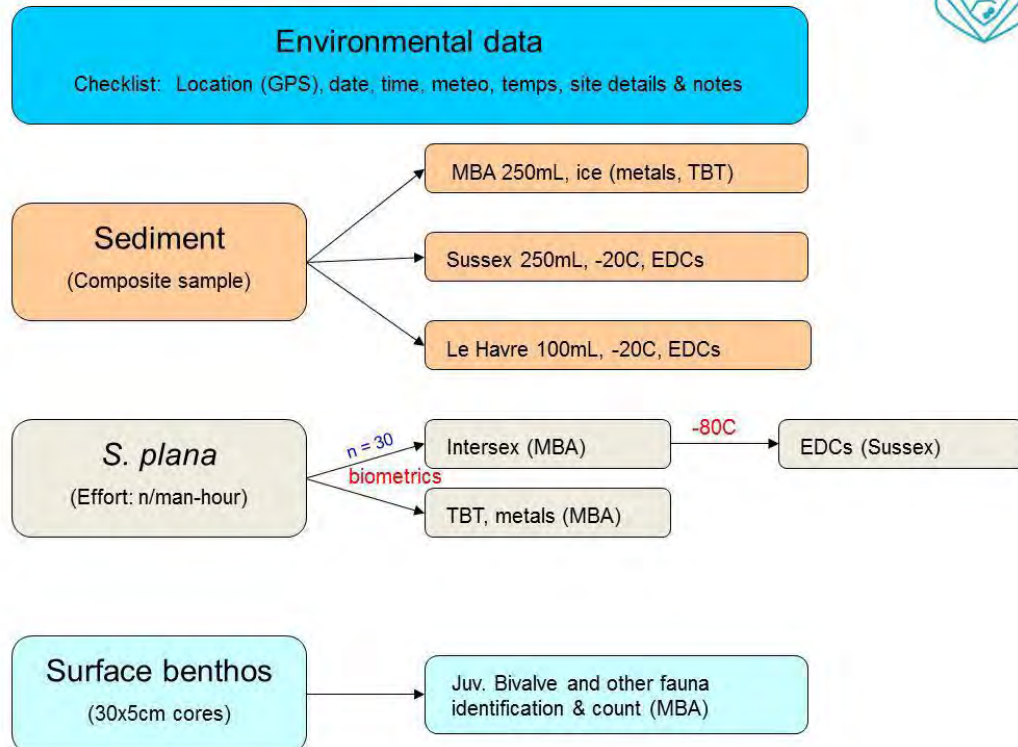 Environmental data
Checklist: Location (GPS), date, time, meteo, temps, site details & notes
Sediment
(Composite sample)
MBA 250mL, ice (metals, TBT)
Sussex 250mL, -20C, EDCs
Le Havre 100mL, -20C, EDCs
S. plana
(Effort: n/man-hour)
n = 30
biometrics
Intersex (MBA)
-80C
EDCs (Sussex)
TBT, metals (MBA)
Surface benthos
(30x5cm cores)
Juv. Bivalve and other fauna
identification & count (MBA)